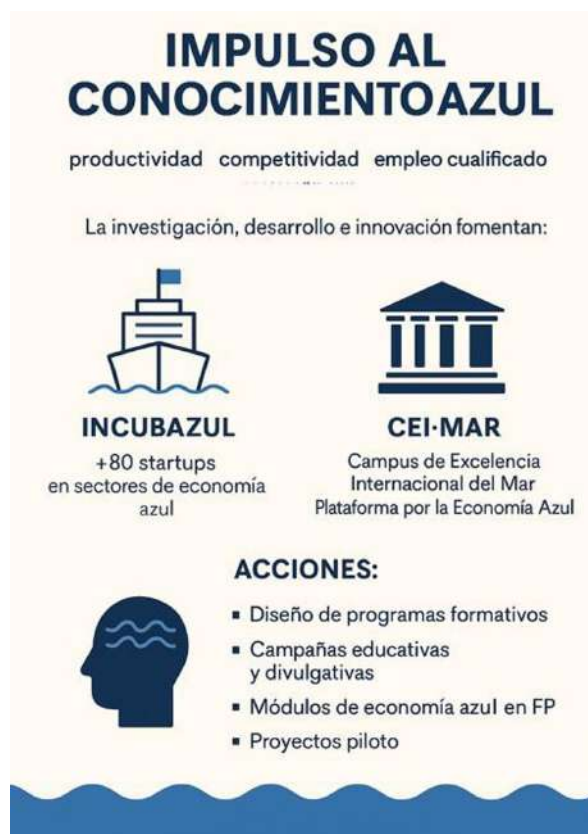 IMPULSO AL
CONOCIMIENTO AZUL
productividad competitividad empleo cualificado
La investigación, desarrollo e innovación fomentan:
INCUBAZUL
+80 startups
en sectores de economía
azul
CEI·MAR
Campus de Excelencia
Internacional del Mar
Plataforma por la Economía Azul
ACCIONES:
▪ Diseño de programas formativos
▪ Campañas educativas
y divulgativas
▪ Módulos de economía azul en FP
▪ Proyectos piloto